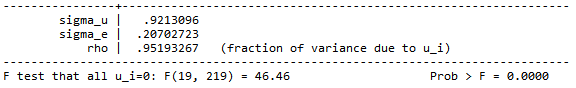 sigma_u | .9213096
sigma_e | .20702723
rho | .95193267 (fraction of variance due to u_i)
F test that all u_i=0: F(19, 219) = 46.46 Prob > F = 0.0000